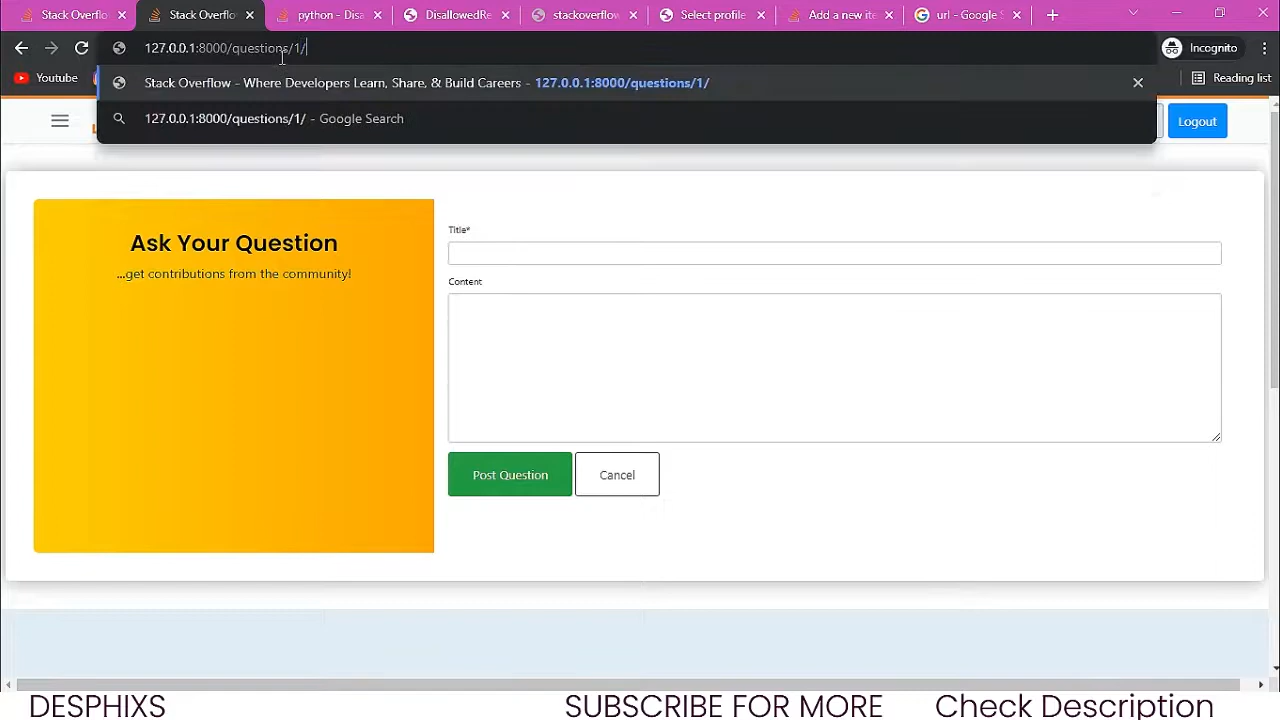 Stack Overflo
Stack Overflo
python - Disa
DisallowedRe
stackoverflow
Select profile
Add a new ite
url - Google S
127.0.0.1:8000/questions/1/
Incognito
Stack Overflow - Where Developers Learn, Share, & Build Careers - 127.0.0.1:8000/questions/1/
127.0.0.1:8000/questions/1/ - Google Search
Youtube
Reading list
Logout
Ask Your Question
...get contributions from the community!
Title*
Content
Post Question
Cancel
DESPHIXS
SUBSCRIBE FOR MORE
Check Description